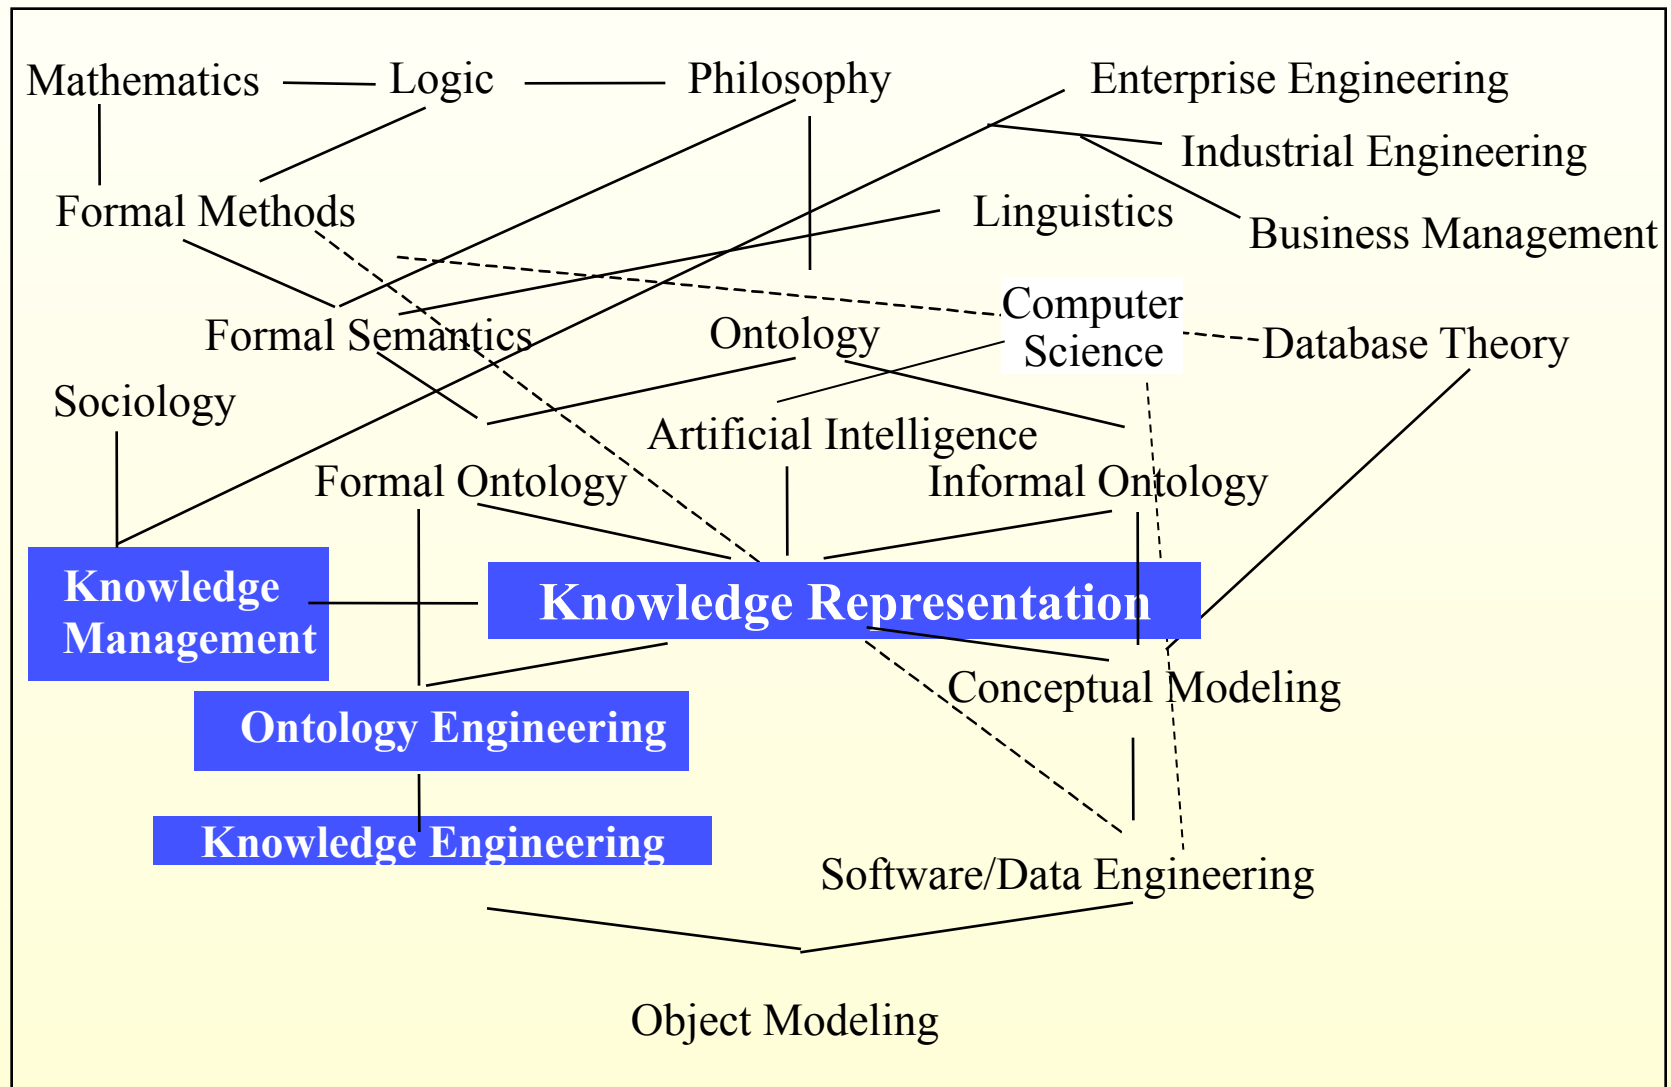 Mathematics
Logic
Philosophy
Enterprise Engineering
Industrial Engineering
Formal Methods
Linguistics
Business Management
Computer
Science
Formal Semantics
Ontology
Database Theory
Sociology
Artificial Intelligence
Formal Ontology
Informal Ontology
Knowledge
Management
Knowledge Representation
Conceptual Modeling
Ontology Engineering
Knowledge Engineering
Software/Data Engineering
Object Modeling